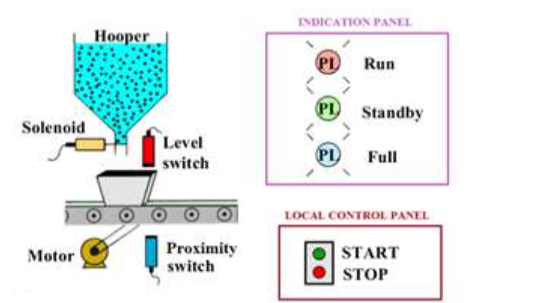 INDICATION PANEL
Hooper
PL Run
PL Standby
PL Full
Solenoid
Level
switch
LOCAL CONTROL PANEL
Motor
Proximity
switch
START
STOP